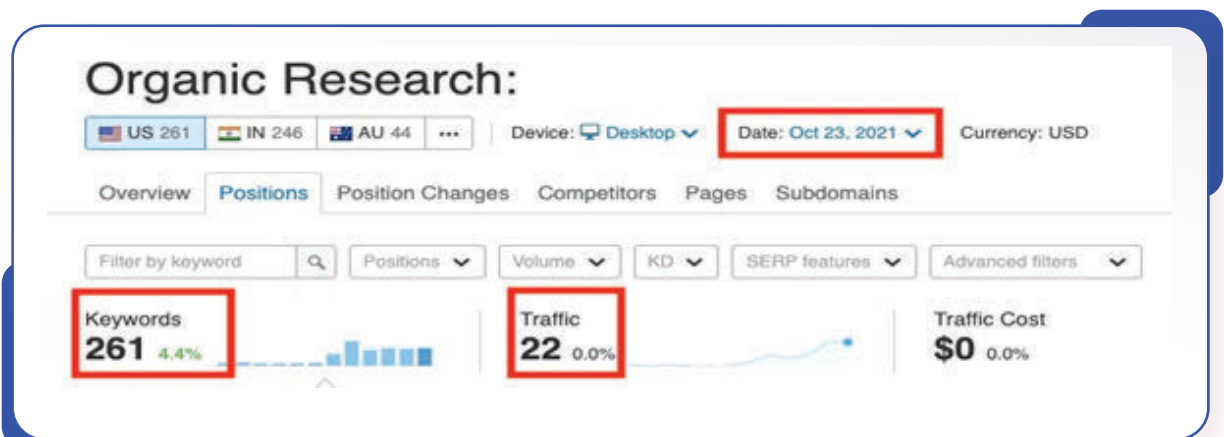 Organic Research:
US 261 IN 246 AU 44 ... Device: Desktop Date: Oct 23, 2021 Currency: USD
Overview Positions Position Changes Competitors Pages Subdomains
Filter by keyword Positions Volume KD SERP features Advanced filters
Keywords Traffic Traffic Cost
261 4.4% 22 0.0% $0 0.0%